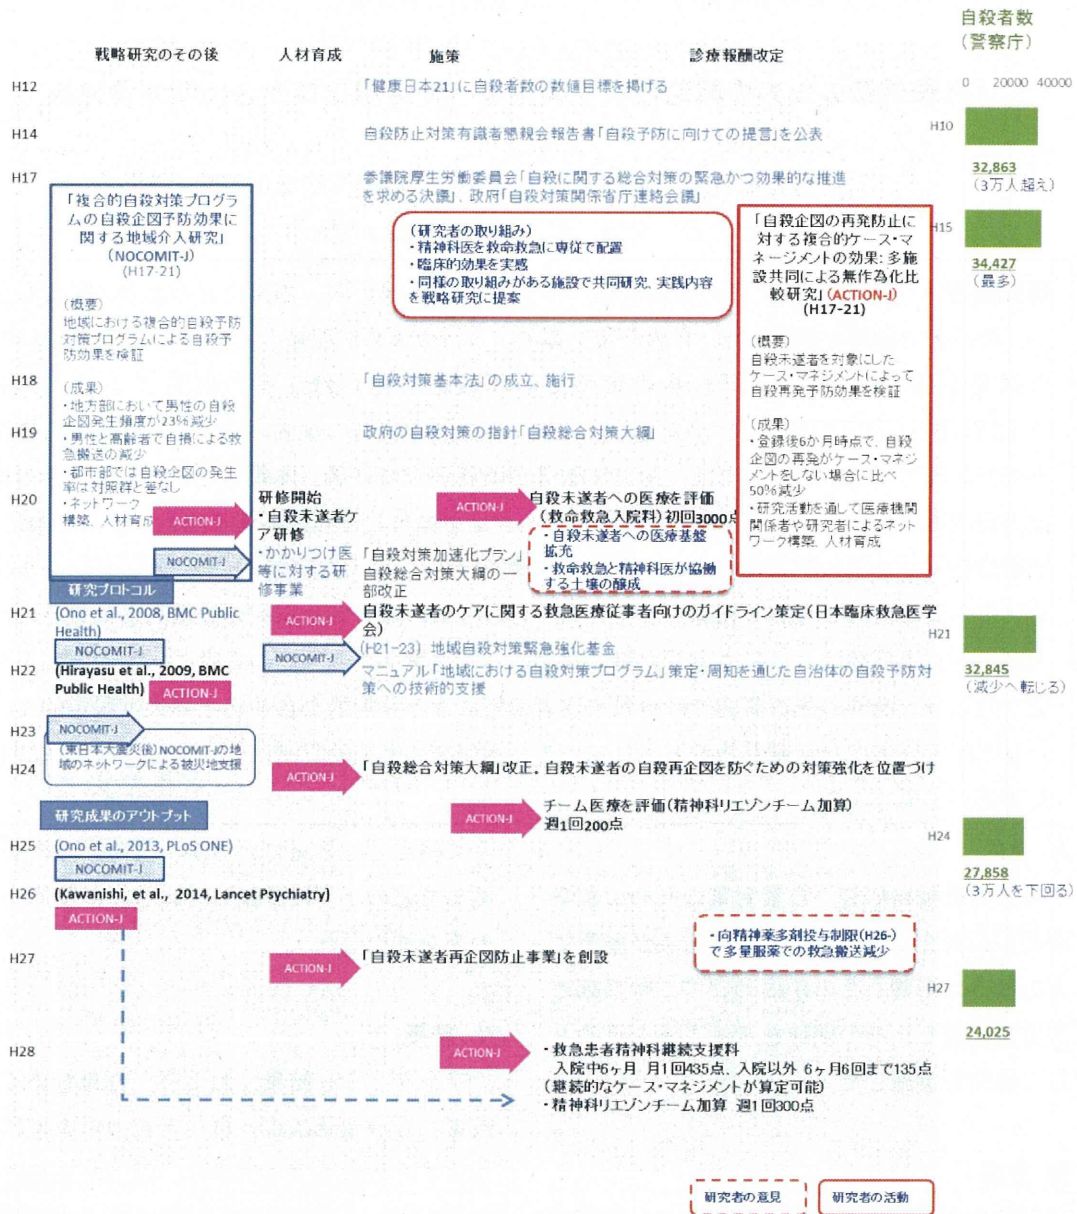 自殺者数
(警察庁)
戦略研究のその後 人材育成 施策 診療報酬改定
0 20000 40000
H12 「健康日本21」に自殺者数の数値目標を掲げる
H14 自殺防止対策有識者懇親会報告書「自殺予防に向けての提言」を公表
H10
32,863
(3万人超え)
H17 参議院厚生労働委員会「自殺に関する総合対策の緊急かつ効果的な推進
を求める決議」、政府「自殺対策関係省庁連絡会議」
「複合的自殺対策プログラ
ムの自殺企図予防効果に
関する地域介入研究」
(NOCOMIT-J)
(H17-21)
(概要)
地域における複合的自殺予防
対策プログラムによる自殺予
防効果を検証
(成果)
・地方部において男性の自殺
企図発生頻度が23%減少
・男性と高齢者で自損による救
急搬送の減少
・都市部では自殺企図の発生
率は対照群と差なし
・ネットワーク
構築、人材育成
(研究者の取り組み)
・精神科医を救命救急に専従で配置
・臨床的効果を実感
・同様の取り組みがある施設で共同研究、実践内容
を戦略研究に提案
「自殺企図の再発防止に
対する複合的ケース・マ
ネージメントの効果: 多施
設共同による無作為化比
較研究」(ACTION-J)
(H17-21)
(概要)
自殺未遂者を対象にした
ケース・マネジメントによって
自殺再発予防効果を検証
(成果)
・登録後6か月時点で、自殺
企図の再発がケース・マネジ
メントをしない場合に比べ
50%減少
・研究活動を通して医療機関
関係者や研究者によるネット
ワーク構築、人材育成
H15
34,427
(最多)
H18 「自殺対策基本法」の成立、施行
H19 政府の自殺対策の指針「自殺総合対策大綱」
H20
ACTION-J
研修開始
・自殺未遂者ケ
ア研修
NOCOMIT-J
・かかりつけ医
等に対する研
修事業
ACTION-J
自殺未遂者への医療を評価
(救命救急入院料) 初回3000点
・自殺未遂者への医療基盤
拡充
・救命救急と精神科医が協働
する土壌の醸成
「自殺対策加速化プラン」
自殺総合対策大綱の一
部改正
研究プロトコル
H21 (Ono et al., 2008, BMC Public
Health)
NOCOMIT-J
ACTION-J
自殺未遂者のケアに関する救急医療従事者向けのガイドライン策定(日本臨床救急医学
会)
NOCOMIT-J
(H21-23) 地域自殺対策緊急強化基金
マニュアル「地域における自殺対策プログラム」策定・周知を通じた自治体の自殺予防対
策への技術的支援
H21
32,845
(減少へ転じる)
H22 (Hirayasu et al., 2009, BMC
Public Health) ACTION-J
H23 NOCOMIT-J
(東日本大震災後) NOCOMIT-Jの地
域のネットワークによる被災地支援
H24
ACTION-J
「自殺総合対策大綱」改正。自殺未遂者の自殺再企図を防ぐための対策強化を位置づけ
ACTION-J
チーム医療を評価(精神科リエゾンチーム加算)
週1回200点
H24
27,858
(3万人を下回る)
研究成果のアウトプット
H25 (Ono et al., 2013, PLoS ONE)
NOCOMIT-J
H26 (Kawanishi, et al., 2014, Lancet Psychiatry)
ACTION-J
・向精神薬多剤投与制限(H26-)
で多量服薬での救急搬送減少
H27
ACTION-J
「自殺未遂者再企図防止事業」を創設
H27
24,025
H28
ACTION-J
・救急患者精神科継続支援料
入院中6ヶ月 月1回435点、入院以外 6ヶ月6回まで135点
(継続的なケース・マネジメントが算定可能)
・精神科リエゾンチーム加算 週1回300点
研究者の意見 研究者の活動